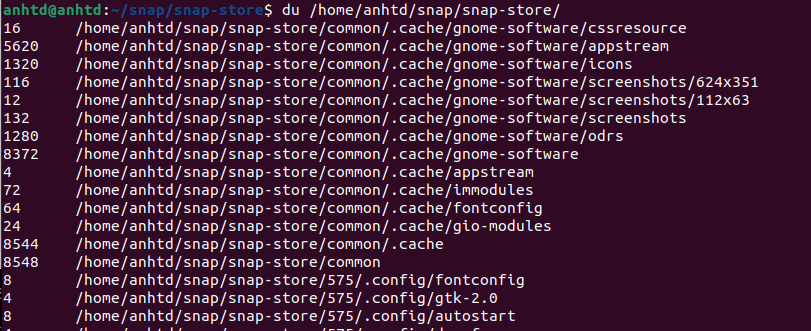 anhtd@anhtd:~/snap/snap-store$ du /home/anhtd/snap/snap-store/
16 /home/anhtd/snap/snap-store/common/.cache/gnome-software/cssresource
5620 /home/anhtd/snap/snap-store/common/.cache/gnome-software/appstream
1320 /home/anhtd/snap/snap-store/common/.cache/gnome-software/icons
116 /home/anhtd/snap/snap-store/common/.cache/gnome-software/screenshots/624x351
12 /home/anhtd/snap/snap-store/common/.cache/gnome-software/screenshots/112x63
132 /home/anhtd/snap/snap-store/common/.cache/gnome-software/screenshots
1280 /home/anhtd/snap/snap-store/common/.cache/gnome-software/odrs
8372 /home/anhtd/snap/snap-store/common/.cache/gnome-software
4 /home/anhtd/snap/snap-store/common/.cache/appstream
72 /home/anhtd/snap/snap-store/common/.cache/immodules
64 /home/anhtd/snap/snap-store/common/.cache/fontconfig
24 /home/anhtd/snap/snap-store/common/.cache/gio-modules
8544 /home/anhtd/snap/snap-store/common/.cache
8548 /home/anhtd/snap/snap-store/common
8 /home/anhtd/snap/snap-store/575/.config/fontconfig
4 /home/anhtd/snap/snap-store/575/.config/gtk-2.0
8 /home/anhtd/snap/snap-store/575/.config/autostart